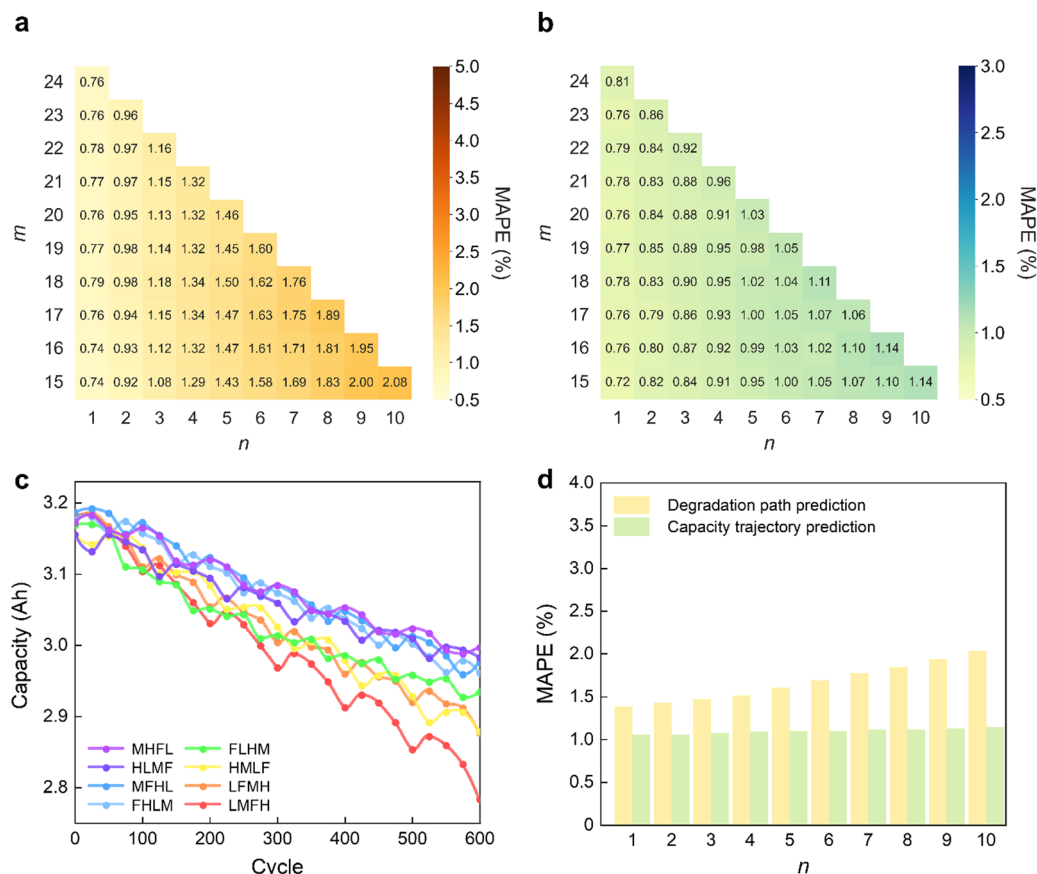 a
24 0.76
23 0.76 0.96
22 0.78 0.97 1.16
21 0.77 0.97 1.15 1.32
20 0.76 0.95 1.13 1.32 1.46
19 0.77 0.98 1.14 1.32 1.45 1.60
18 0.79 0.98 1.18 1.34 1.50 1.62 1.76
17 0.76 0.94 1.15 1.35 1.47 1.63 1.75 1.89
16 0.74 0.93 1.12 1.32 1.47 1.61 1.71 1.81 1.95
15 0.74 0.92 1.08 1.29 1.43 1.58 1.69 1.83 2.00 2.08
1 2 3 4 5 6 7 8 9 10
m
n
5.0
4.5
4.0
3.5
3.0
2.5
2.0
1.5
1.0
0.5
MAPE (%)
b
24 0.81
23 0.76 0.86
22 0.79 0.84 0.92
21 0.78 0.83 0.88 0.96
20 0.76 0.84 0.88 0.91 1.03
19 0.77 0.85 0.89 0.95 0.98 1.05
18 0.78 0.83 0.90 0.95 1.02 1.04 1.11
17 0.76 0.79 0.86 0.93 1.00 1.05 1.07 1.06
16 0.76 0.80 0.87 0.92 0.99 1.03 1.02 1.10 1.14
15 0.72 0.82 0.84 0.91 0.95 1.00 1.05 1.07 1.10 1.14
1 2 3 4 5 6 7 8 9 10
m
n
3.0
2.5
2.0
1.5
1.0
0.5
MAPE (%)
c
3.2
3.1
3.0
2.9
2.8
Capacity (Ah)
MHFL FLHM
HLMF HMLF
MFHL LFMH
FHLM LMFH
0 100 200 300 400 500 600
Cycle
d
4.0
3.5
3.0
2.5
2.0
1.5
1.0
0.5
0
MAPE (%)
Degradation path prediction
Capacity trajectory prediction
1 2 3 4 5 6 7 8 9 10
n